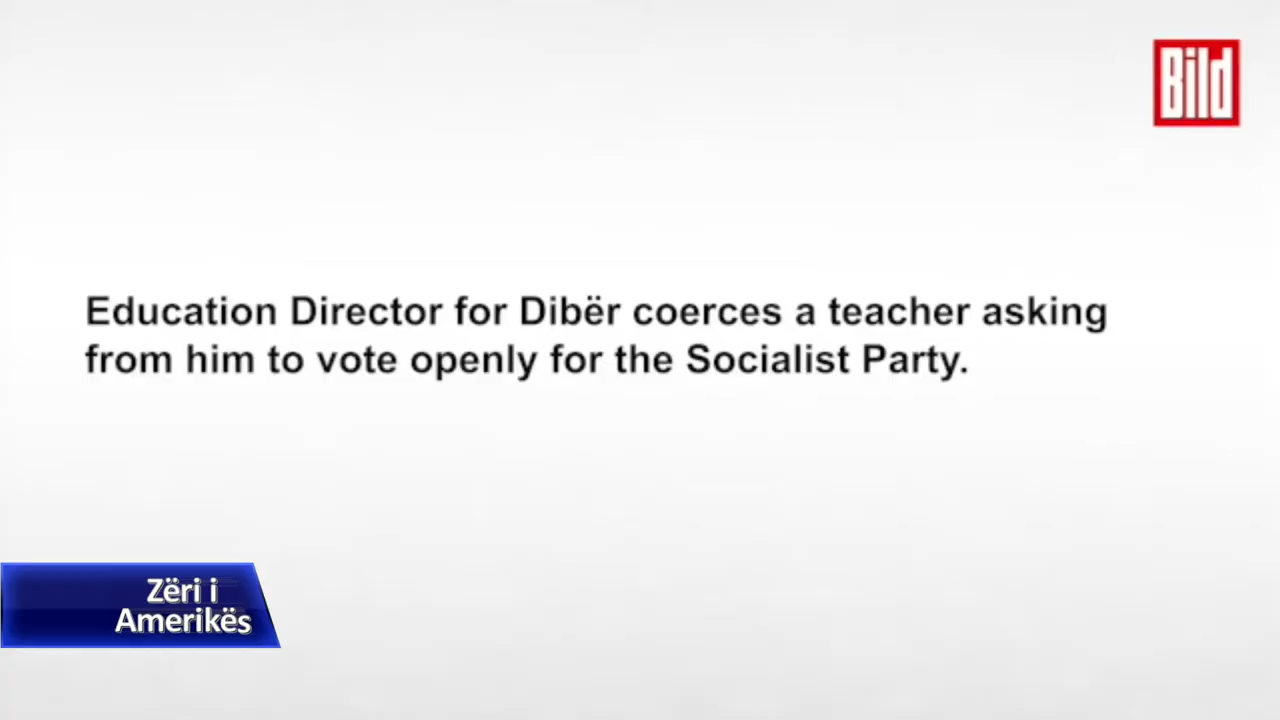 Bild
Education Director for Dibër coerces a teacher asking
from him to vote openly for the Socialist Party.
Zëri i
Amerikës